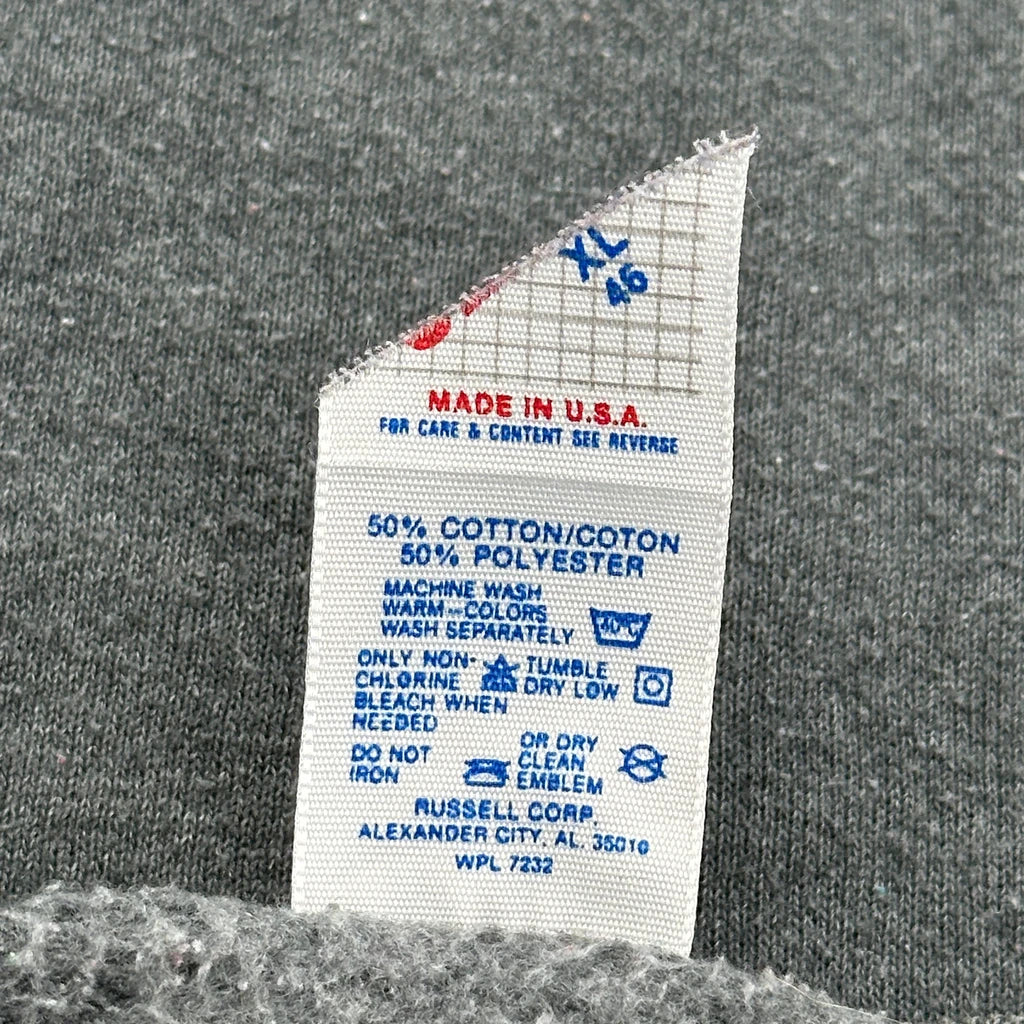 XL
46
MADE IN U.S.A.
FOR CARE & CONTENT SEE REVERSE
50% COTTON/COTON
50% POLYESTER
MACHINE WASH
WARM-COLORS
WASH SEPARATELY
40°C
ONLY NON-
CHLORINE
BLEACH WHEN
NEEDED
TUMBLE
DRY LOW
DO NOT
IRON
OR DRY
CLEAN
EMBLEM
RUSSELL CORP.
ALEXANDER CITY, AL. 35010
WPL 7232